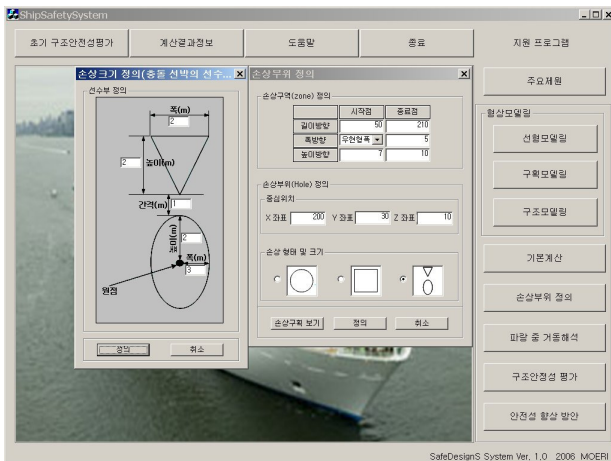 ShipSafetySystem
초기 구조안전성평가
계산결과정보
도움말
종료
지원 프로그램
손상크기 정의(충돌 선박의 선수...
선수부 정의
폭(m)
2
2
높이(m)
간격(m) 1
높이(m)
2
폭(m)
3
원점
정의
취소
손상부위 정의
손상구역(zone) 정의
시작점 종료점
길이방향 50 210
폭방향 우현형폭 5
높이방향 7 10
손상부위(Hole) 정의
중심위치
X 좌표 200 Y 좌표 30 Z 좌표 10
손상 형태 및 크기
손상구획 보기
정의
취소
주요제원
형상모델링
선형모델링
구획모델링
구조모델링
기본계산
손상부위 정의
파랑 중 거동해석
구조안정성 평가
안전성 향상 방안
SafeDesignS System Ver. 1.0 2006 MOERI